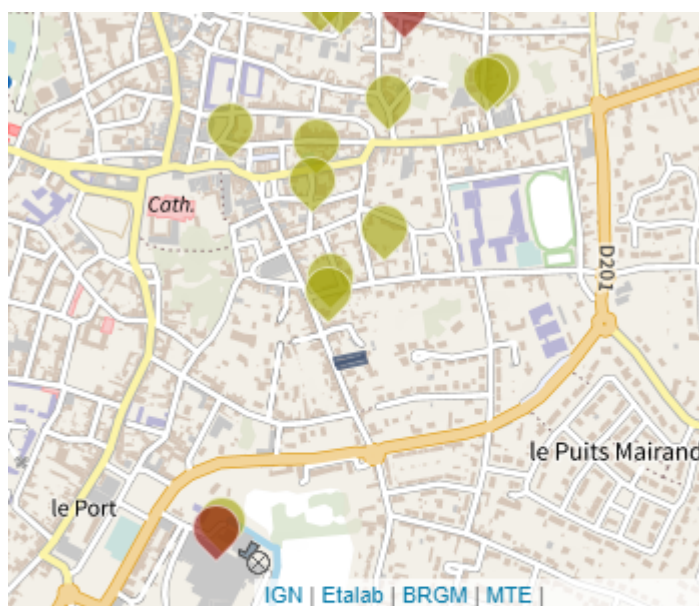 Cath.
D201
le Puits Mairand
le Port
IGN | Etalab | BRGM | MTE |